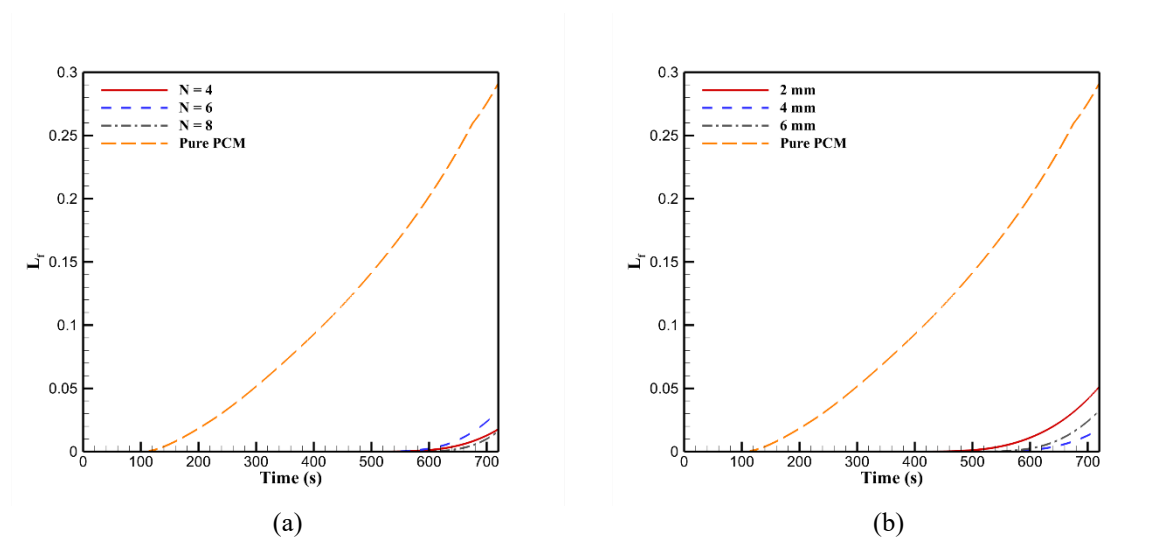 0.3
N = 4
N = 6
N = 8
Pure PCM
0.25
0.2
0.15
0.1
0.05
0
Lf
0 100 200 300 400 500 600 700
Time (s)
(a)
0.3
2 mm
4 mm
6 mm
Pure PCM
0.25
0.2
0.15
0.1
0.05
0
Lf
0 100 200 300 400 500 600 700
Time (s)
(b)